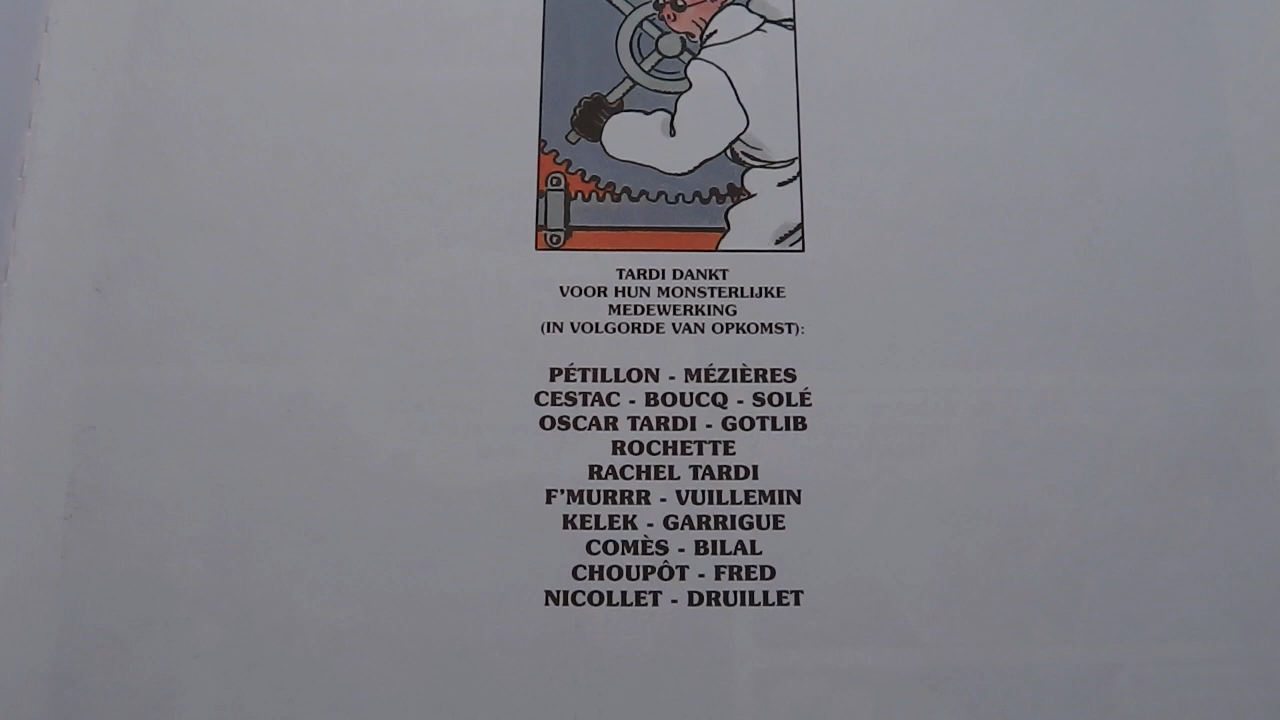 TARDI DANKT
VOOR HUN MONSTERLIJKE
MEDEWERKING
(IN VOLGORDE VAN OPKOMST):
PÉTILLON - MÉZIÈRES
CESTAC - BOUCQ - SOLÉ
OSCAR TARDI - GOTLIB
ROCHETTE
RACHEL TARDI
F'MURRR - VUILLEMIN
KELEK - GARRIGUE
COMÈS - BILAL
CHOUPÔT - FRED
NICOLLET - DRUILLET